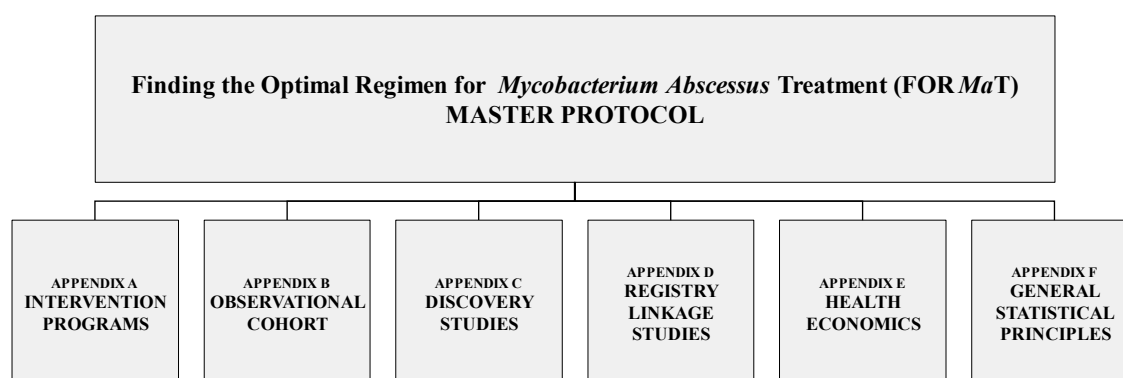 Finding the Optimal Regimen for Mycobacterium Abscessus Treatment (FORMaT)
MASTER PROTOCOL
APPENDIX A
INTERVENTION
PROGRAMS
APPENDIX B
OBSERVATIONAL
COHORT
APPENDIX C
DISCOVERY
STUDIES
APPENDIX D
REGISTRY
LINKAGE
STUDIES
APPENDIX E
HEALTH
ECONOMICS
APPENDIX F
GENERAL
STATISTICAL
PRINCIPLES